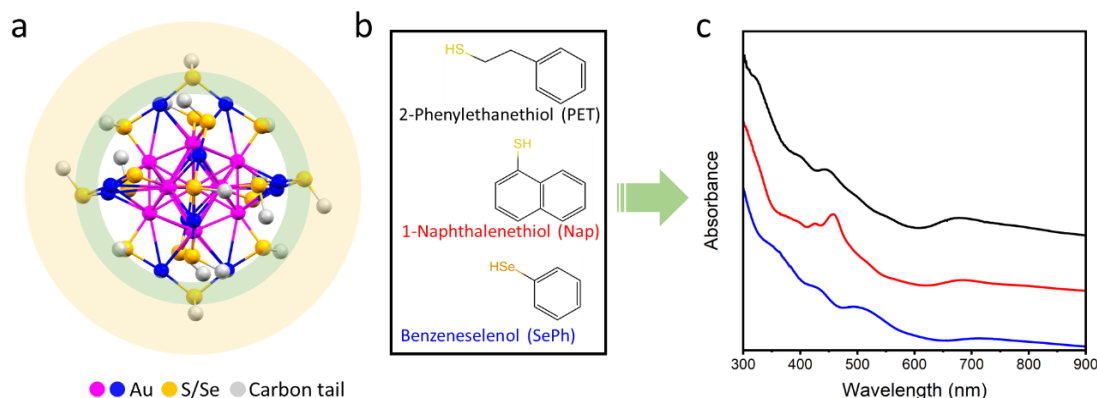 a
Au S/Se Carbon tail
b
HS
2-Phenylethanethiol (PET)
SH
1-Naphthalenethiol (Nap)
HSe
Benzeneselenol (SePh)
c
Absorbance
300 400 500 600 700 800 900
Wavelength (nm)